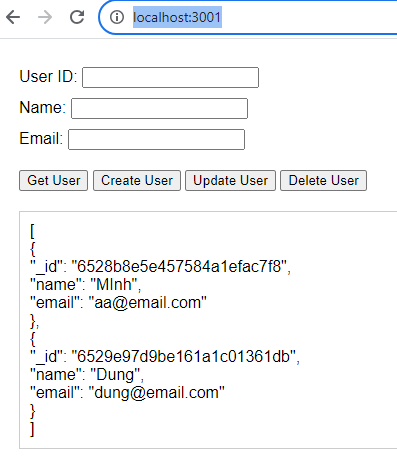 localhost:3001
User ID:
Name:
Email:
Get User Create User Update User Delete User
[
{
"_id": "6528b8e5e457584a1efac7f8",
"name": "MInh",
"email": "aa@email.com"
},
{
"_id": "6529e97d9be161a1c01361db",
"name": "Dung",
"email": "dung@email.com"
}
]